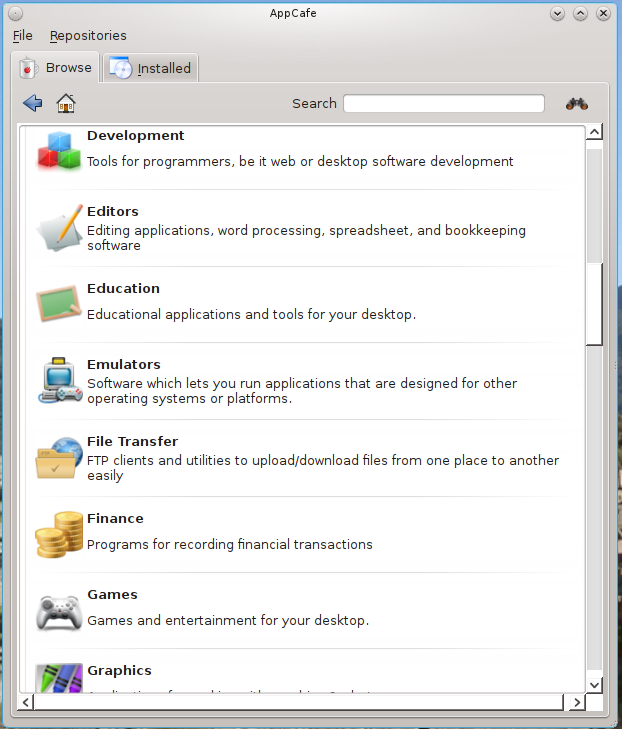 AppCafe
File Repositories
Browse Installed
Search
Development
Tools for programmers, be it web or desktop software development
Editors
Editing applications, word processing, spreadsheet, and bookkeeping
software
Education
Educational applications and tools for your desktop.
Emulators
Software which lets you run applications that are designed for other
operating systems or platforms.
File Transfer
FTP clients and utilities to upload/download files from one place to another
easily
Finance
Programs for recording financial transactions
Games
Games and entertainment for your desktop.
Graphics